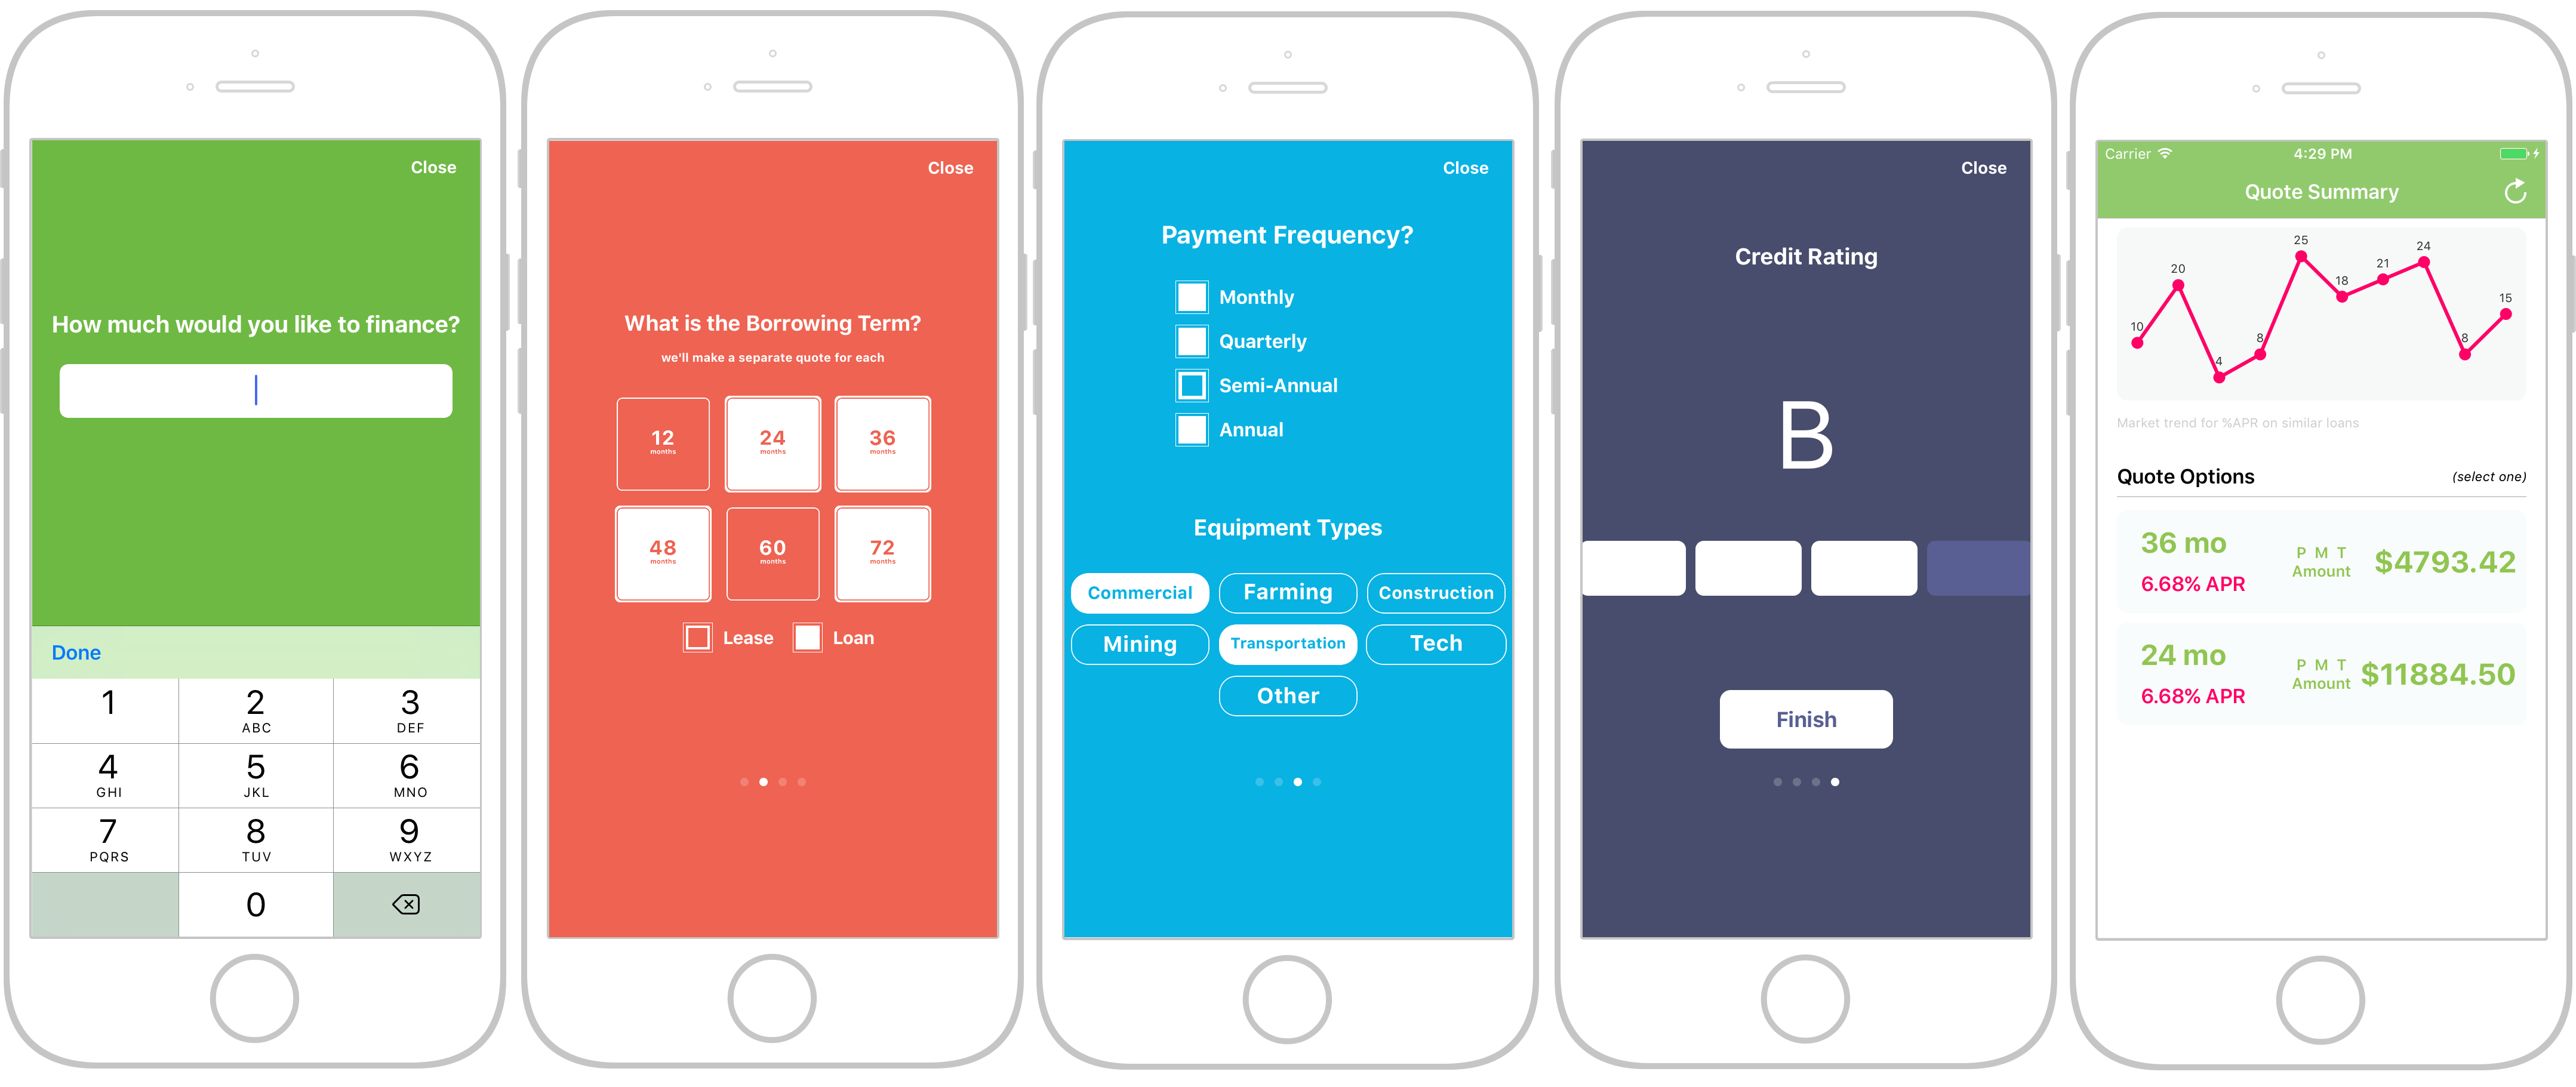 Close
How much would you like to finance?
Done
1
2
ABC
3
DEF
4
GHI
5
JKL
6
MNO
7
PQRS
8
TUV
9
WXYZ
0
Close
What is the Borrowing Term?
we'll make a separate quote for each
12
months
24
months
36
months
48
months
60
months
72
months
Lease
Loan
Close
Payment Frequency?
Monthly
Quarterly
Semi-Annual
Annual
Equipment Types
Commercial
Farming
Construction
Mining
Transportation
Tech
Other
Close
Credit Rating
B
Finish
Carrier
4:29 PM
Quote Summary
10
20
4
8
25
18
21
24
8
15
Market trend for %APR on similar loans
Quote Options
(select one)
36 mo
6.68% APR
PMT
Amount
$4793.42
24 mo
6.68% APR
PMT
Amount
$11884.50